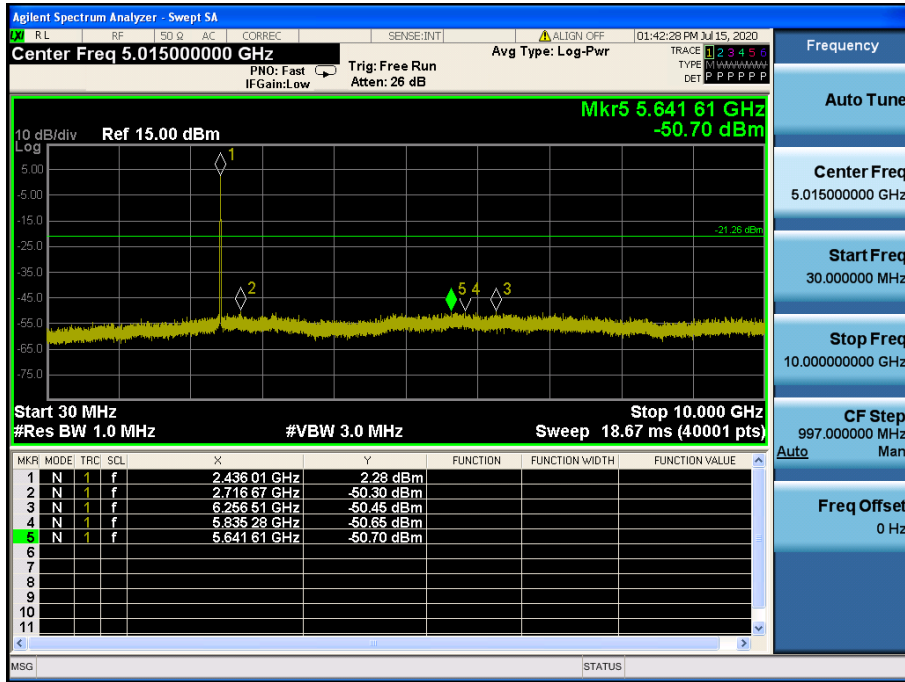 Agilent Spectrum Analyzer - Swept SA
LXI RL RF 50 Ω AC CORREC SENSE:INT ALIGN OFF 01:42:28 PM Jul 15, 2020
Center Freq 5.015000000 GHz
PNO: Fast
IFGain:Low
Trig: Free Run
Atten: 26 dB
Avg Type: Log-Pwr
TRACE 1 2 3 4 5 6
TYPE M W W W W W
DET P P P P P P
Mkr5 5.641 61 GHz
-50.70 dBm
10 dB/div Ref 15.00 dBm
Log
1
5.00
-5.00
-15.0
-21.26 dBm
-25.0
-35.0
2 5 4 3
-45.0
-55.0
-65.0
-75.0
Start 30 MHz Stop 10.000 GHz
#Res BW 1.0 MHz #VBW 3.0 MHz Sweep 18.67 ms (40001 pts)
MKR MODE TRC SCL X Y FUNCTION FUNCTION WIDTH FUNCTION VALUE
1 N 1 f 2.436 01 GHz 2.28 dBm
2 N 1 f 2.716 67 GHz -50.30 dBm
3 N 1 f 6.256 51 GHz -50.45 dBm
4 N 1 f 5.835 28 GHz -50.65 dBm
5 N 1 f 5.641 61 GHz -50.70 dBm
6
7
8
9
10
11
MSG STATUS
Frequency
Auto Tune
Center Freq
5.015000000 GHz
Start Freq
30.000000 MHz
Stop Freq
10.000000000 GHz
CF Step
997.000000 MHz
Auto Man
Freq Offset
0 Hz